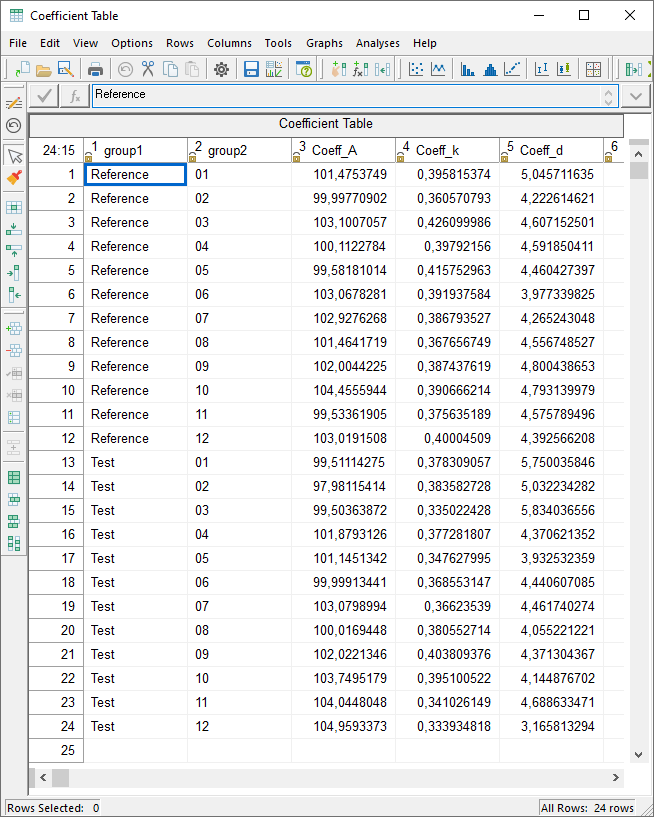 Coefficient Table
File Edit View Options Rows Columns Tools Graphs Analyses Help
Reference
Coefficient Table
24:15 1 group1 2 group2 3 Coeff_A 4 Coeff_k 5 Coeff_d 6
1 Reference 01 101,4753749 0,395815374 5,045711635
2 Reference 02 99,99770902 0,360570793 4,222614621
3 Reference 03 103,1007057 0,426099986 4,607152501
4 Reference 04 100,1122784 0,39792156 4,591850411
5 Reference 05 99,58181014 0,415752963 4,460427397
6 Reference 06 103,0678281 0,391937584 3,977339825
7 Reference 07 102,9276268 0,386793527 4,265243048
8 Reference 08 101,4641719 0,367656749 4,556748527
9 Reference 09 102,0044225 0,387437619 4,800438653
10 Reference 10 104,4555944 0,390666214 4,793139979
11 Reference 11 99,53361905 0,375635189 4,575789496
12 Reference 12 103,0191508 0,40004509 4,392566208
13 Test 01 99,51114275 0,378309057 5,750035846
14 Test 02 97,98115414 0,383582728 5,032234282
15 Test 03 99,50363872 0,335022428 5,834036556
16 Test 04 101,8793126 0,377281807 4,370621352
17 Test 05 101,1451342 0,347627995 3,932532359
18 Test 06 99,99913441 0,368553147 4,440607085
19 Test 07 103,0798994 0,36623539 4,461740274
20 Test 08 100,0169448 0,380552714 4,055221221
21 Test 09 102,0221346 0,403809376 4,371304367
22 Test 10 103,7495179 0,395100522 4,144876702
23 Test 11 104,0448048 0,341026149 4,688633471
24 Test 12 104,9593373 0,333934818 3,165813294
25
Rows Selected: 0 All Rows: 24 rows